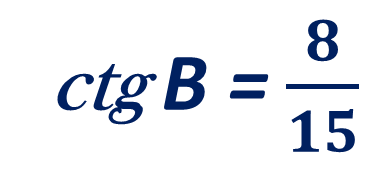 ctg B = 8/15